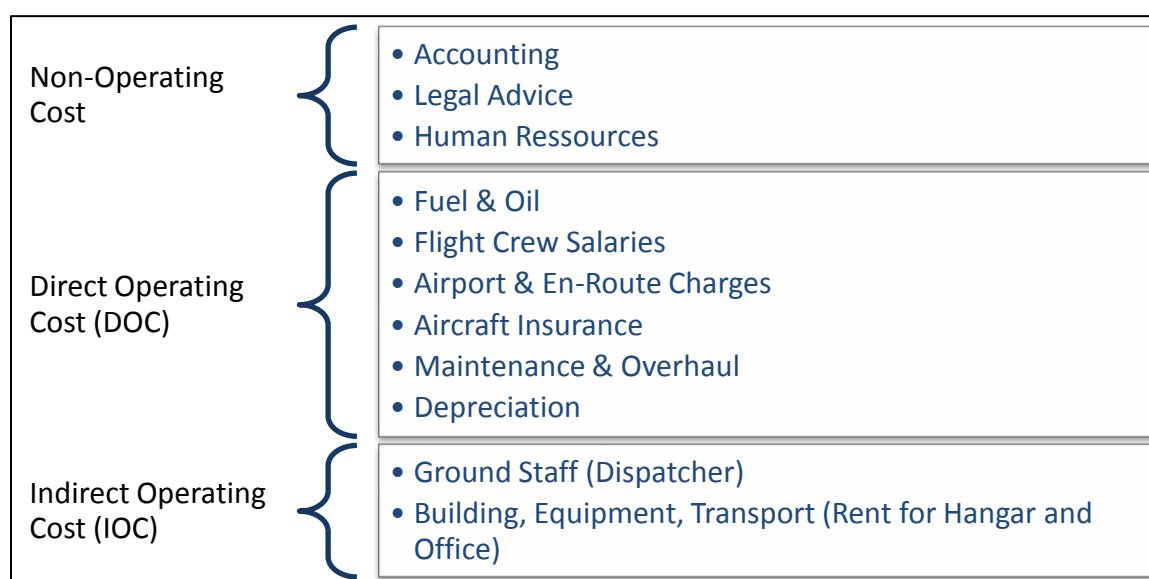 Non-Operating
Cost
• Accounting
• Legal Advice
• Human Ressources
Direct Operating
Cost (DOC)
• Fuel & Oil
• Flight Crew Salaries
• Airport & En-Route Charges
• Aircraft Insurance
• Maintenance & Overhaul
• Depreciation
Indirect Operating
Cost (IOC)
• Ground Staff (Dispatcher)
• Building, Equipment, Transport (Rent for Hangar and
Office)